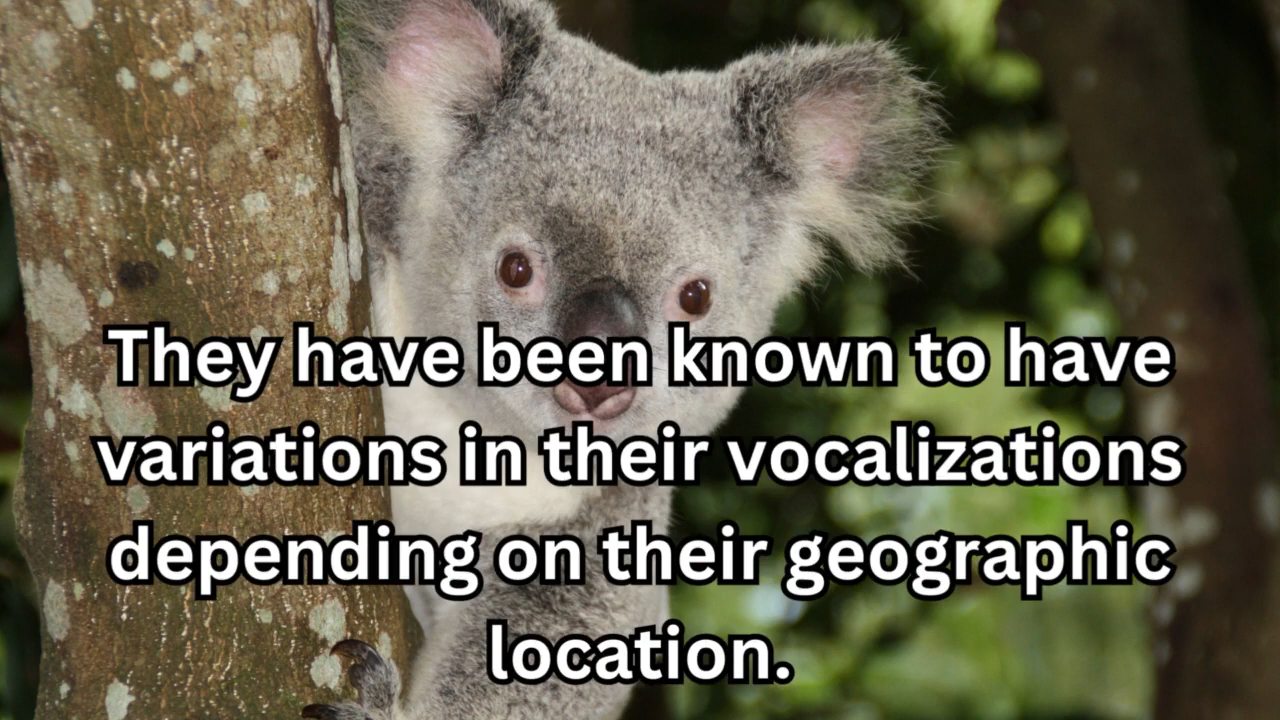 They have been known to have
variations in their vocalizations
depending on their geographic
location.